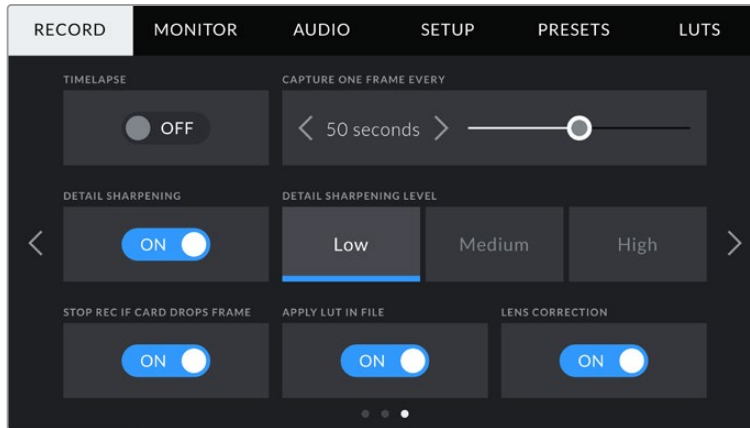 RECORD MONITOR AUDIO SETUP PRESETS LUTS
TIMELAPSE CAPTURE ONE FRAME EVERY
OFF 50 seconds
DETAIL SHARPENING DETAIL SHARPENING LEVEL
ON Low Medium High
STOP REC IF CARD DROPS FRAME APPLY LUT IN FILE LENS CORRECTION
ON ON ON